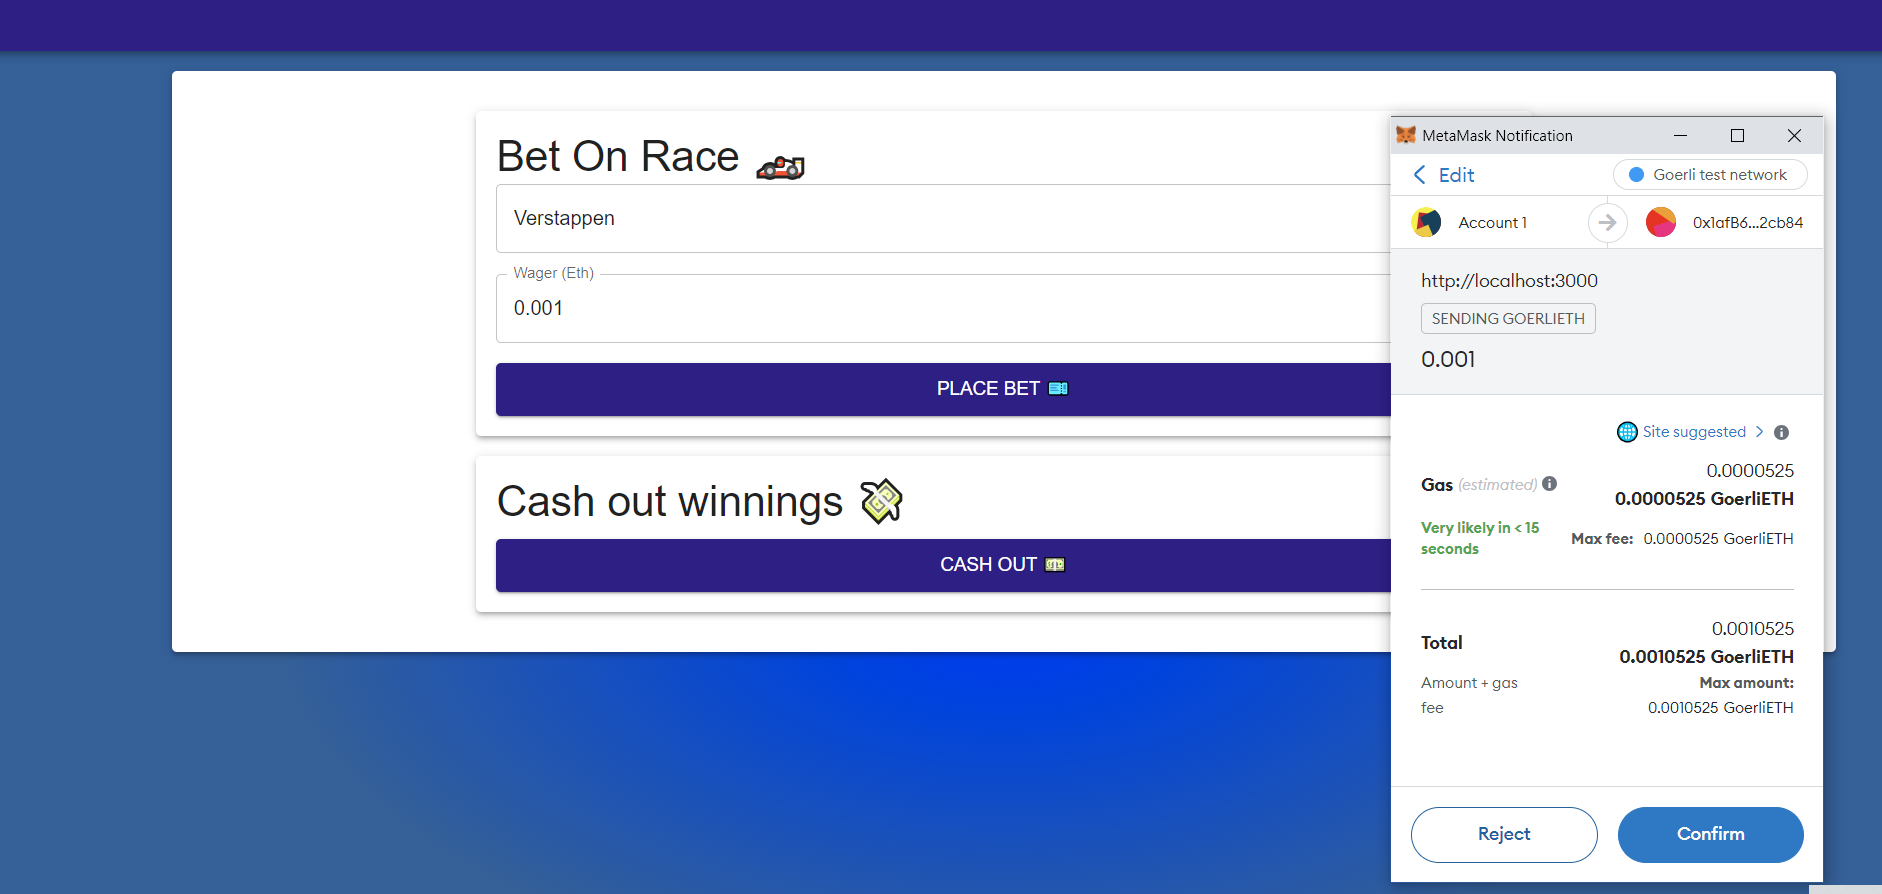 Bet On Race
Verstappen
Wager (Eth)
0.001
PLACE BET
Cash out winnings
CASH OUT
MetaMask Notification
Edit
Goerli test network
Account 1
0x1afB6...2cb84
http://localhost:3000
SENDING GOERLIETH
0.001
Site suggested
0.0000525
Gas (estimated)
0.0000525 GoerliETH
Very likely in < 15
seconds
Max fee: 0.0000525 GoerliETH
0.0010525
Total
0.0010525 GoerliETH
Amount + gas
fee
Max amount:
0.0010525 GoerliETH
Reject
Confirm